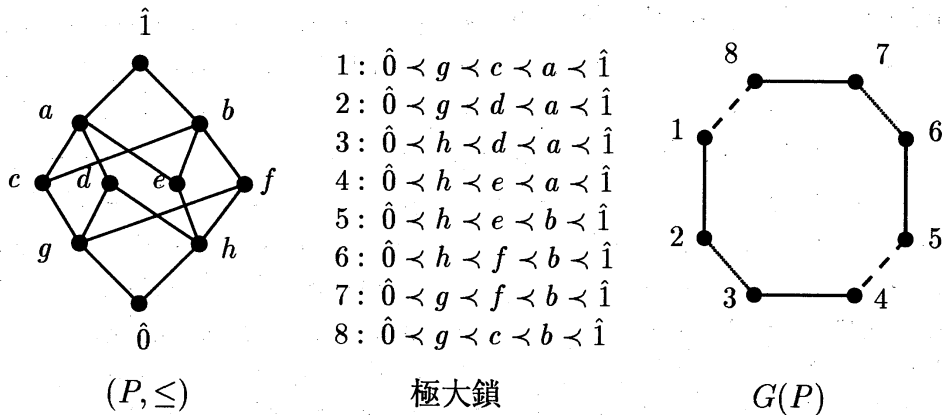 1̂
a b
c d e f
g h
0̂
(P, ≤)
1 : 0̂ ≺ g ≺ c ≺ a ≺ 1̂
2 : 0̂ ≺ g ≺ d ≺ a ≺ 1̂
3 : 0̂ ≺ h ≺ d ≺ a ≺ 1̂
4 : 0̂ ≺ h ≺ e ≺ a ≺ 1̂
5 : 0̂ ≺ h ≺ e ≺ b ≺ 1̂
6 : 0̂ ≺ h ≺ f ≺ b ≺ 1̂
7 : 0̂ ≺ g ≺ f ≺ b ≺ 1̂
8 : 0̂ ≺ g ≺ c ≺ b ≺ 1̂
極大鎖
8 7
1 6
2 5
3 4
G(P)